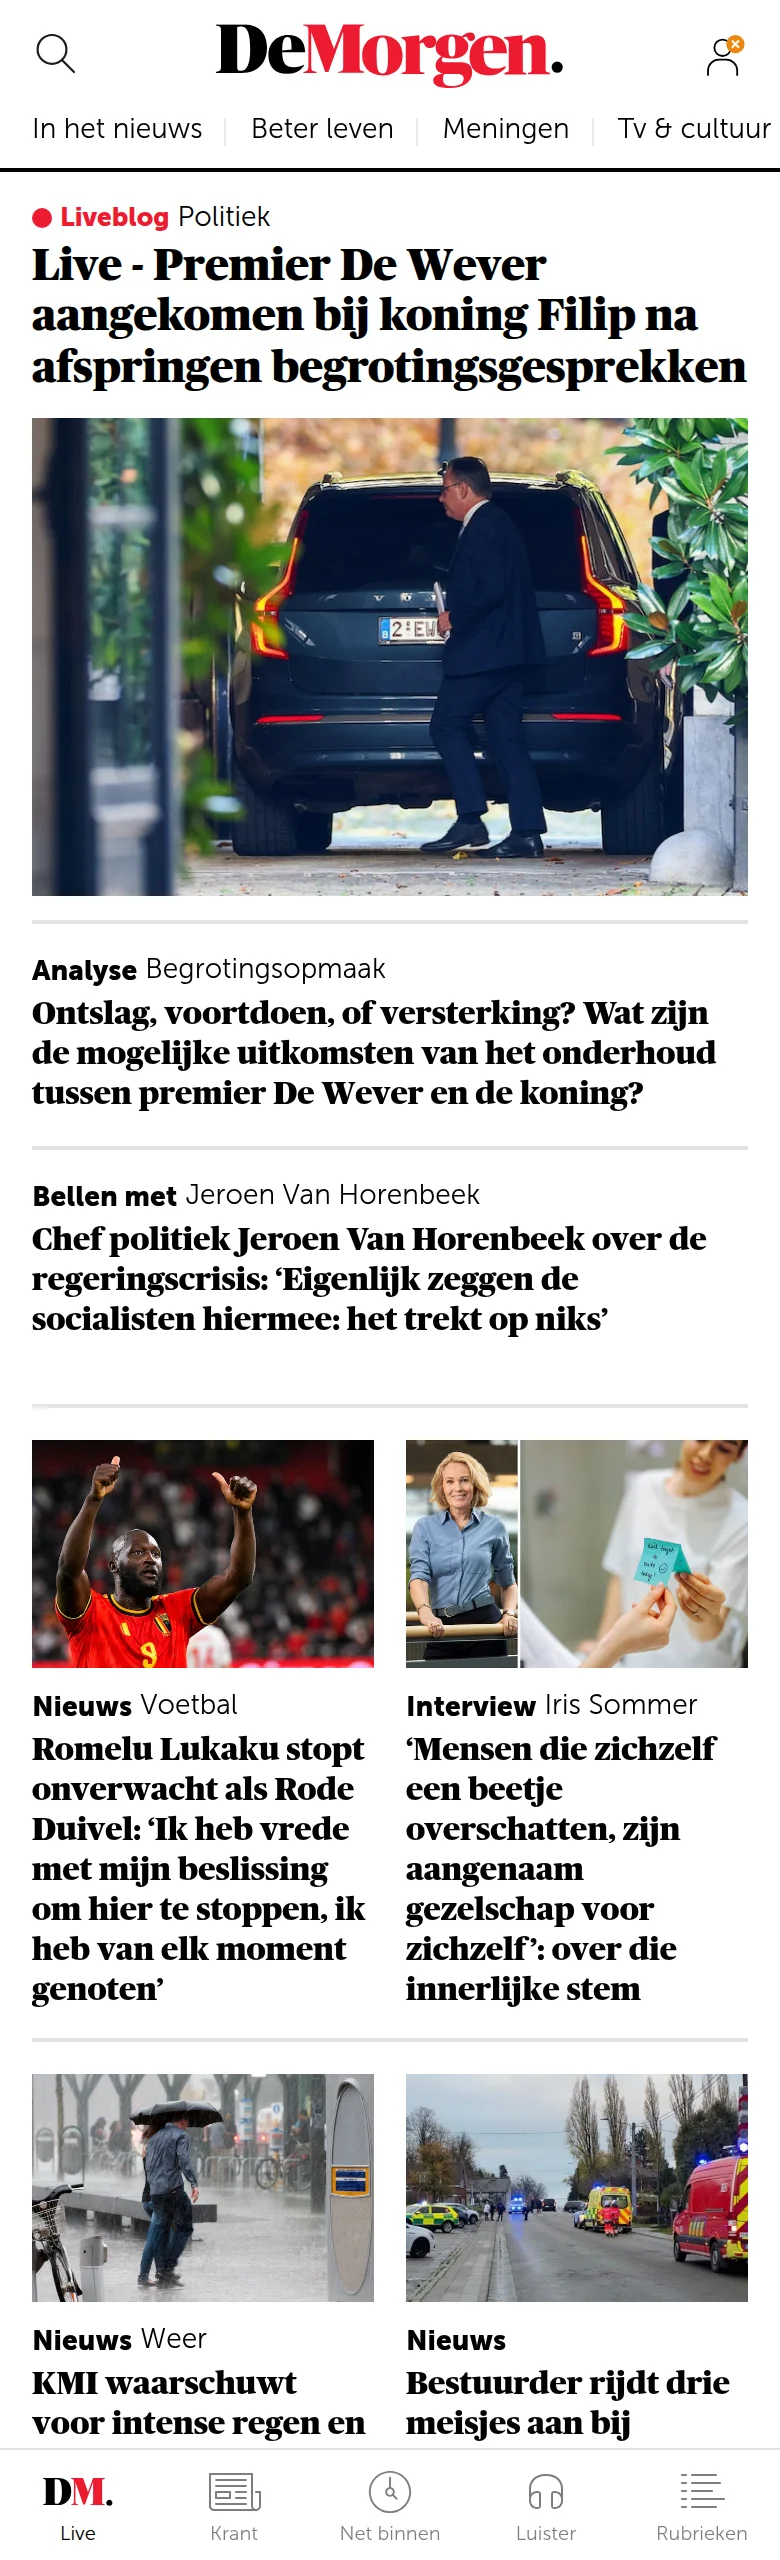 DeMorgen.
In het nieuws
Beter leven
Meningen
Tv & cultuur
Liveblog Politiek
Live - Premier De Wever
aangekomen bij koning Filip na
afspringen begrotingsgesprekken
Analyse Begrotingsopmaak
Ontslag, voortdoen, of versterking? Wat zijn
de mogelijke uitkomsten van het onderhoud
tussen premier De Wever en de koning?
Bellen met Jeroen Van Horenbeek
Chef politiek Jeroen Van Horenbeek over de
regeringscrisis: ‘Eigenlijk zeggen de
socialisten hiermee: het trekt op niks’
9
Nieuws Voetbal
Romelu Lukaku stopt
onverwacht als Rode
Duivel: ‘Ik heb vrede
met mijn beslissing
om hier te stoppen, ik
heb van elk moment
genoten’
Interview Iris Sommer
‘Mensen die zichzelf
een beetje
overschatten, zijn
aangenaam
gezelschap voor
zichzelf’: over die
innerlijke stem
Nieuws Weer
KMI waarschuwt
voor intense regen en
Nieuws
Bestuurder rijdt drie
meisjes aan bij
DM.
Live
Krant
Net binnen
Luister
Rubrieken